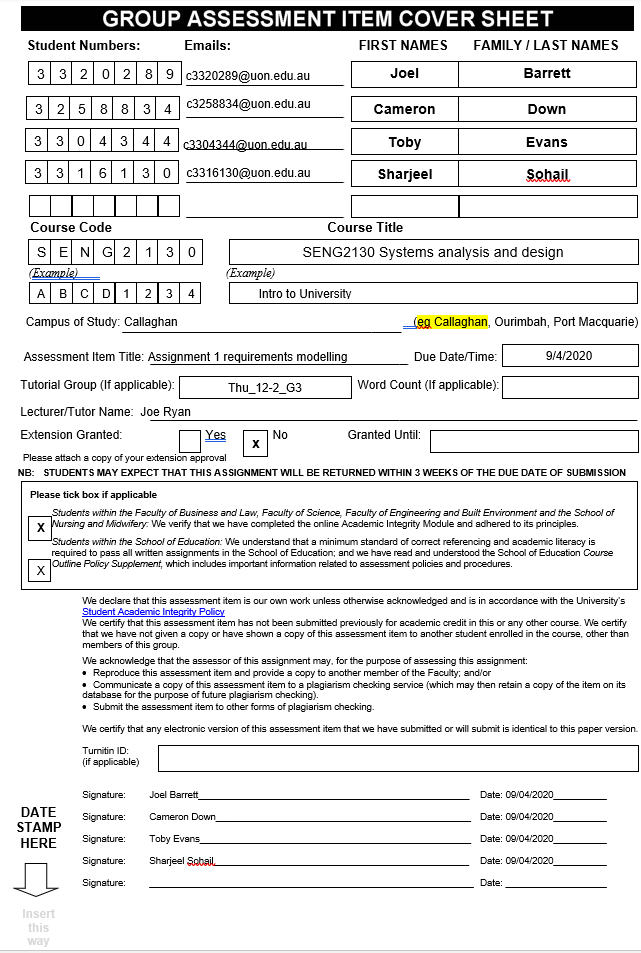 GROUP ASSESSMENT ITEM COVER SHEET
Student Numbers: Emails: FIRST NAMES FAMILY / LAST NAMES
3 3 2 0 2 8 9 c3320289@uon.edu.au Joel Barrett
3 2 5 8 8 3 4 c3258834@uon.edu.au Cameron Down
3 3 0 4 3 4 4 c3304344@uon.edu.au Toby Evans
3 3 1 6 1 3 0 c3316130@uon.edu.au Sharjeel Sohail
Course Code Course Title
S E N G 2 1 3 0 SENG2130 Systems analysis and design
(Example) (Example)
A B C D 1 2 3 4 Intro to University
Campus of Study: Callaghan (eg Callaghan, Ourimbah, Port Macquarie)
Assessment Item Title: Assignment 1 requirements modelling Due Date/Time: 9/4/2020
Tutorial Group (If applicable): Thu_12-2_G3 Word Count (If applicable):
Lecturer/Tutor Name: Joe Ryan
Extension Granted: Yes x No Granted Until:
Please attach a copy of your extension approval
NB: STUDENTS MAY EXPECT THAT THIS ASSIGNMENT WILL BE RETURNED WITHIN 3 WEEKS OF THE DUE DATE OF SUBMISSION
Please tick box if applicable
Students within the Faculty of Business and Law, Faculty of Science, Faculty of Engineering and Built Environment and the School of
X Nursing and Midwifery: We verify that we have completed the online Academic Integrity Module and adhered to its principles.
Students within the School of Education: We understand that a minimum standard of correct referencing and academic literacy is
required to pass all written assignments in the School of Education; and we have read and understood the School of Education Course
X Outline Policy Supplement, which includes important information related to assessment policies and procedures.
We declare that this assessment item is our own work unless otherwise acknowledged and is in accordance with the University's
Student Academic Integrity Policy
We certify that this assessment item has not been submitted previously for academic credit in this or any other course. We certify
that we have not given a copy or have shown a copy of this assessment item to another student enrolled in the course, other than
members of this group.
We acknowledge that the assessor of this assignment may, for the purpose of assessing this assignment:
• Reproduce this assessment item and provide a copy to another member of the Faculty; and/or
• Communicate a copy of this assessment item to a plagiarism checking service (which may then retain a copy of the item on its
database for the purpose of future plagiarism checking).
• Submit the assessment item to other forms of plagiarism checking.
We certify that any electronic version of this assessment item that we have submitted or will submit is identical to this paper version.
Turnitin ID:
(if applicable)
Signature: Joel Barrett Date: 09/04/2020
Signature: Cameron Down Date: 09/04/2020
Signature: Toby Evans Date: 09/04/2020
Signature: Sharjeel Sohail Date: 09/04/2020
Signature: Date:
DATE
STAMP
HERE
Insert
this
way